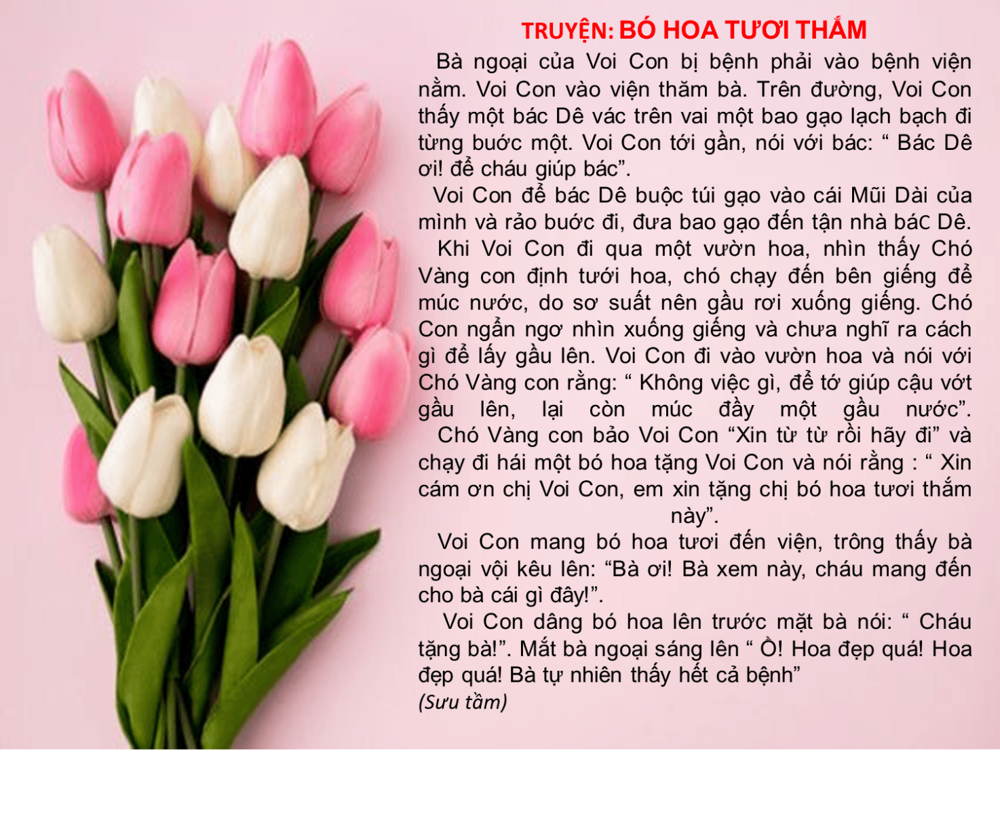 TRUYỆN: BÓ HOA TƯƠI THẮM
Bà ngoại của Voi Con bị bệnh phải vào bệnh viện
nằm. Voi Con vào viện thăm bà. Trên đường, Voi Con
thấy một bác Dê vác trên vai một bao gạo lạch bạch đi
từng buớc một. Voi Con tới gần, nói với bác: “ Bác Dê
ơi! để cháu giúp bác”.
Voi Con để bác Dê buộc túi gạo vào cái Mũi Dài của
mình và rảo buớc đi, đưa bao gạo đến tận nhà báC Dê.
Khi Voi Con đi qua một vườn hoa, nhìn thấy Chó
Vàng con định tưới hoa, chó chạy đến bên giếng để
múc nước, do sơ suất nên gầu rơi xuống giếng. Chó
Con ngẩn ngơ nhìn xuống giếng và chưa nghĩ ra cách
gì để lấy gầu lên. Voi Con đi vào vườn hoa và nói với
Chó Vàng con rằng: “ Không việc gì, để tớ giúp cậu vớt
gầu lên, lại còn múc đầy một gầu nước”.
Chó Vàng con bảo Voi Con “Xin từ từ rồi hãy đi” và
chạy đi hái một bó hoa tặng Voi Con và nói rằng : “ Xin
cám ơn chị Voi Con, em xin tặng chị bó hoa tươi thắm
này”.
Voi Con mang bó hoa tươi đến viện, trông thấy bà
ngoại vội kêu lên: “Bà ơi! Bà xem này, cháu mang đến
cho bà cái gì đây!”.
Voi Con dâng bó hoa lên trước mặt bà nói: “ Cháu
tặng bà!”. Mắt bà ngoại sáng lên “ Ồ! Hoa đẹp quá! Hoa
đẹp quá! Bà tự nhiên thấy hết cả bệnh”
(Sưu tầm)